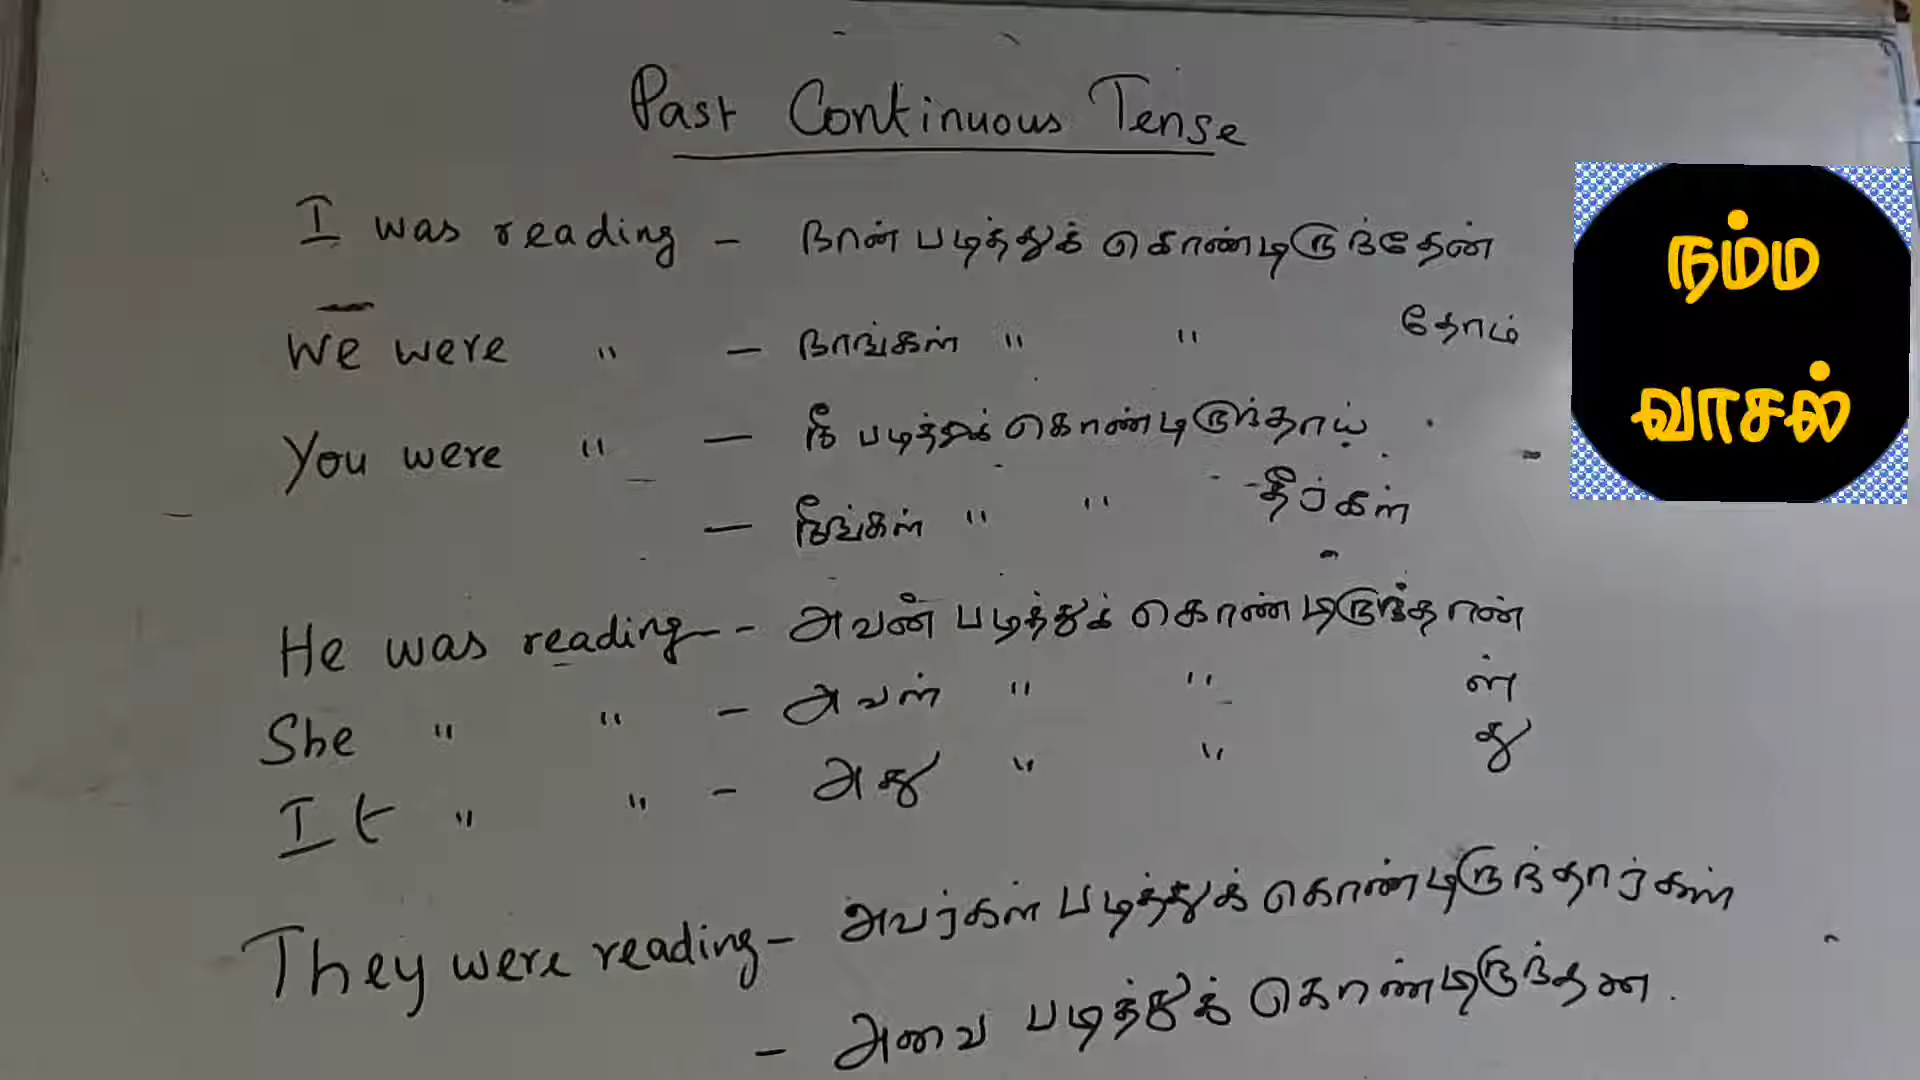 Past Continuous Tense
I was reading - நான் படித்துக் கொண்டிருந்தேன்
We were " - நாங்கள் " " தோம்
You were " - நீ படித்துக் கொண்டிருந்தாய்
- நீங்கள் " " தீர்கள்
He was reading - அவன் படித்துக் கொண்டிருந்தான்
She " " - அவள் " " ள்
It " " - அது " " து
They were reading - அவர்கள் படித்துக் கொண்டிருந்தார்கள்
- அவை படித்துக் கொண்டிருந்தன.
நம்ம
வாசல்